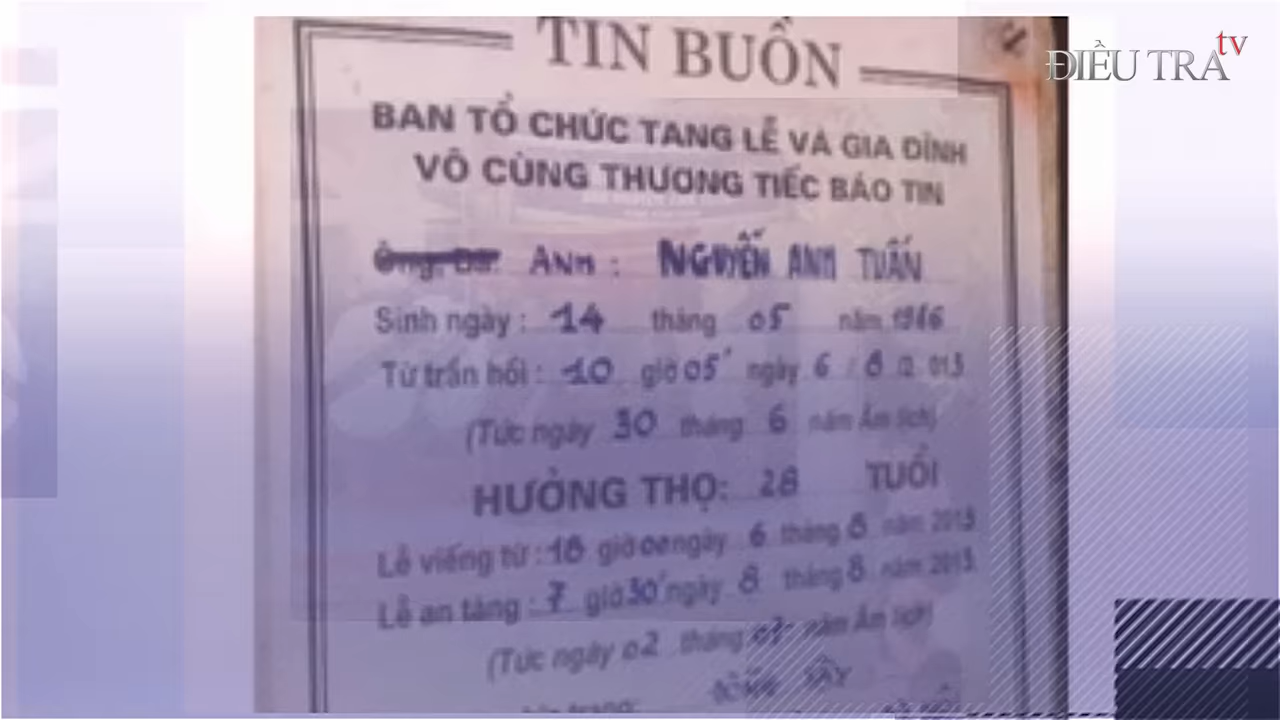 TIN BUỒN
ĐIỀU TRA tv
BAN TỔ CHỨC TANG LỄ VÀ GIA ĐÌNH
VÔ CÙNG THƯƠNG TIẾC BÁO TIN
Ông, Bà: ANH: NGUYỄN ANH TUẤN
Sinh ngày: 14 tháng 05 năm
Từ trần hồi: 10 giờ 05' ngày 6 / 8 / 2013
(Tức ngày 30 tháng 6 năm Âm lịch)
HƯỞNG THỌ: 28 TUỔI
Lễ viếng từ: 18 giờ 00 ngày 6 tháng 8 năm 2013
Lễ an táng: 7 giờ 30' ngày 8 tháng 8 năm 2013
(Tức ngày 02 tháng 07 năm Âm lịch)